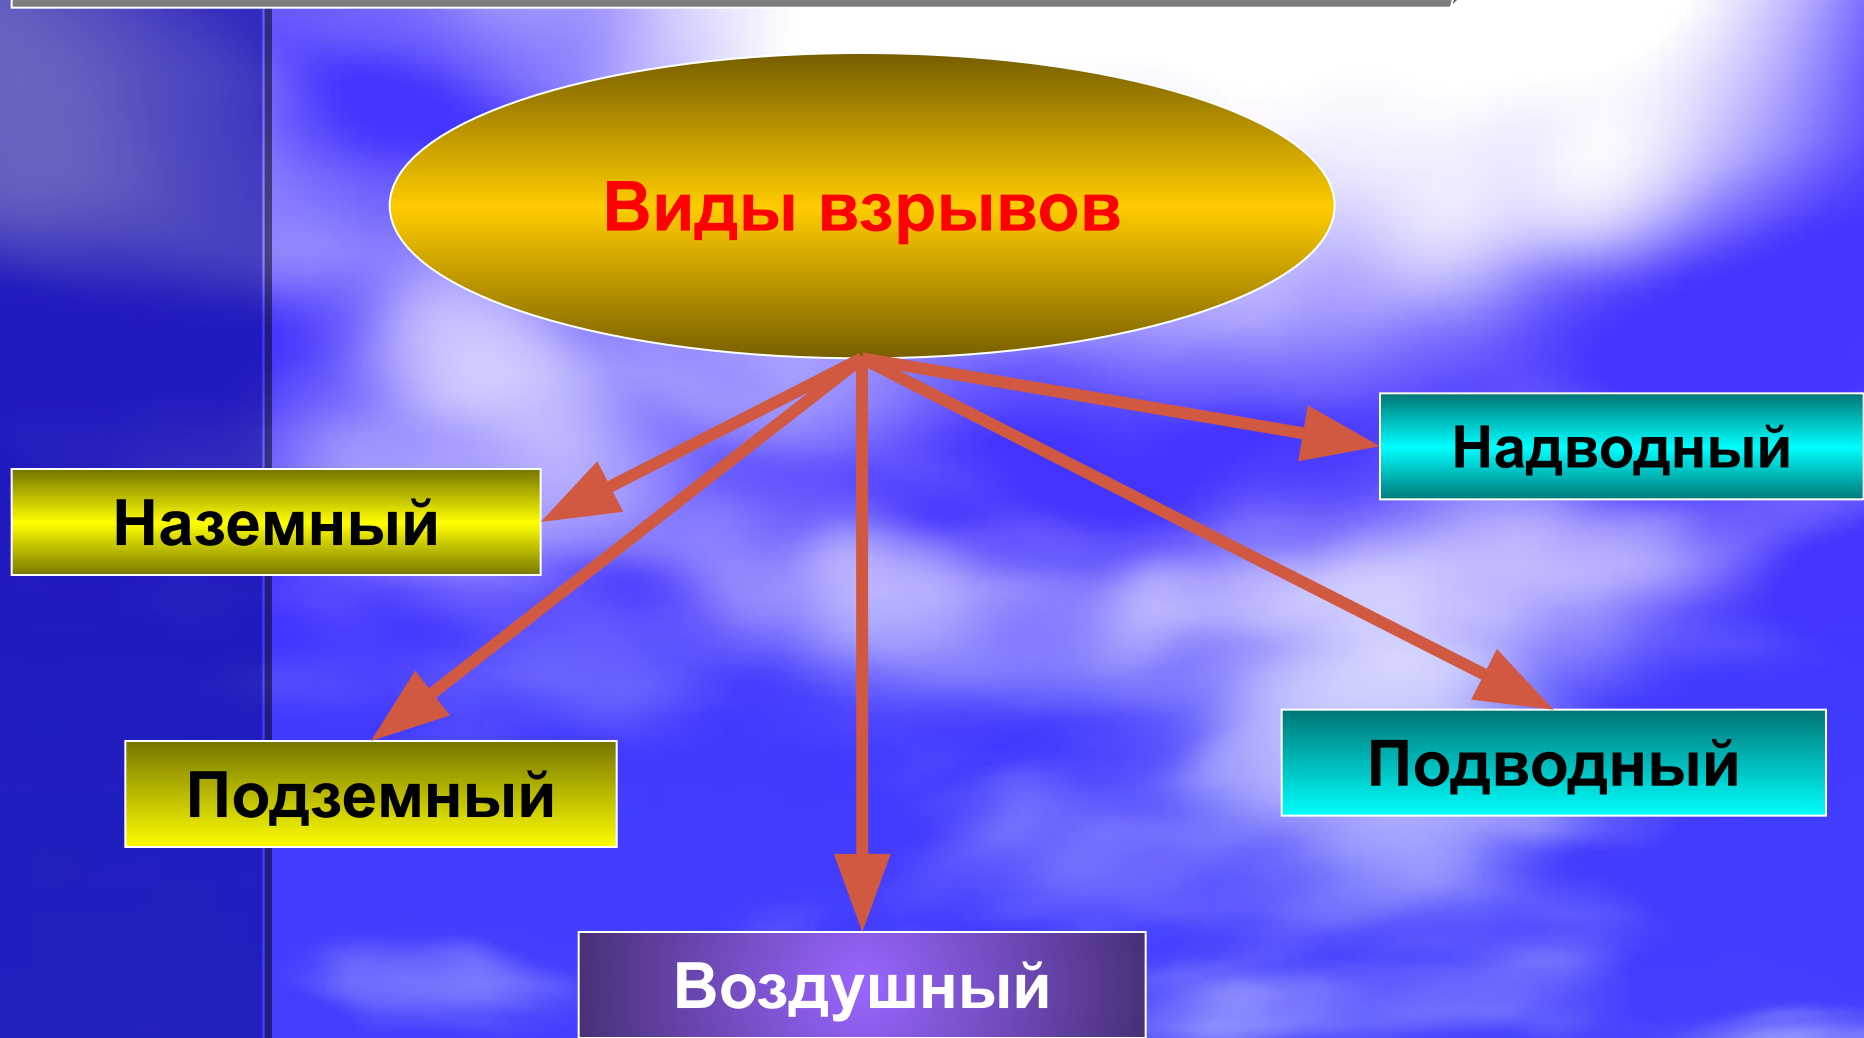 Виды взрывов
Надводный
Наземный
Подводный
Подземный
Воздушный